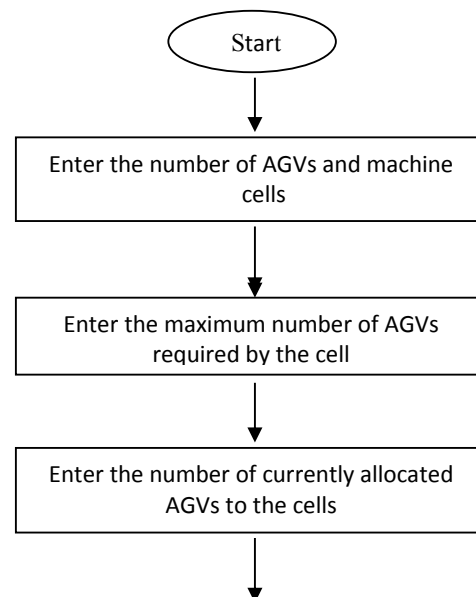 Start
Enter the number of AGVs and machine
cells
Enter the maximum number of AGVs
required by the cell
Enter the number of currently allocated
AGVs to the cells